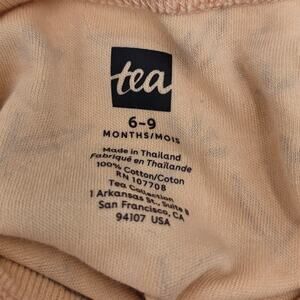 tea
6-9
MONTHS/MOIS
Made in Thailand
Fabriqué en Thaïlande
100% Cotton/Coton
RN 107708
Tea Collection
1 Arkansas St., Suite B
San Francisco, CA
94107 USA